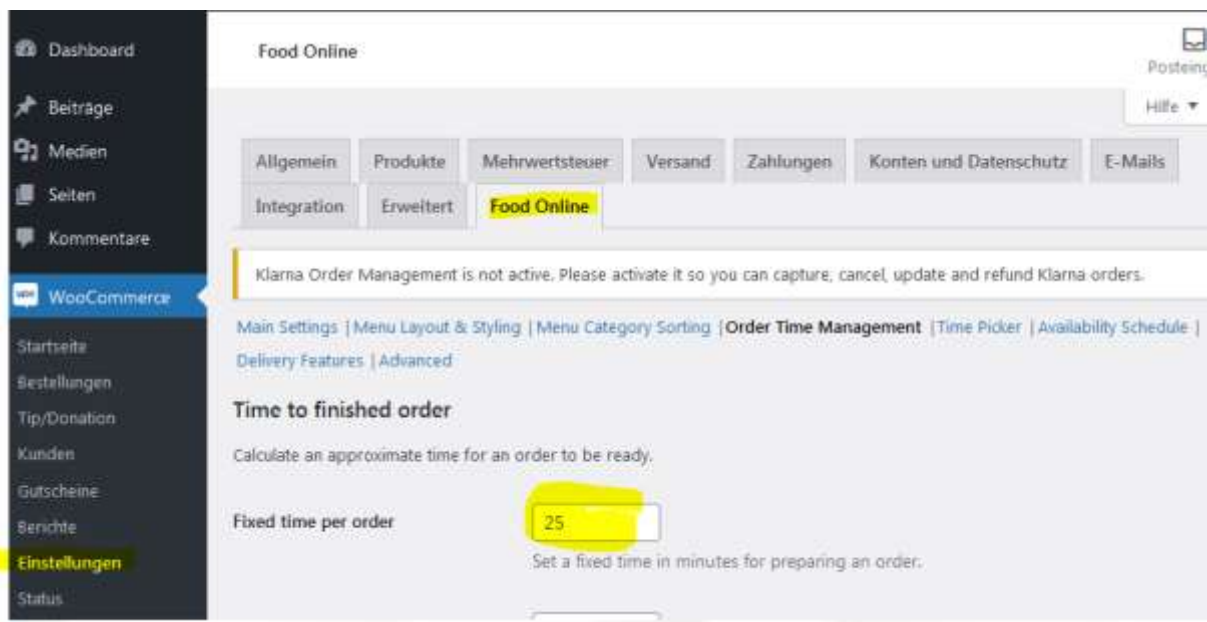 Dashboard
Beiträge
Medien
Seiten
Kommentare
WooCommerce
Startseite
Bestellungen
Tip/Donation
Kunden
Gutscheine
Berichte
Einstellungen
Status
Food Online
Posteing
Hilfe
Allgemein Produkte Mehrwertsteuer Versand Zahlungen Konten und Datenschutz E-Mails
Integration Erweitert Food Online
Klarna Order Management is not active. Please activate it so you can capture, cancel, update and refund Klarna orders.
Main Settings | Menu Layout & Styling | Menu Category Sorting | Order Time Management | Time Picker | Availability Schedule |
Delivery Features | Advanced
Time to finished order
Calculate an approximate time for an order to be ready.
Fixed time per order 25
Set a fixed time in minutes for preparing an order.